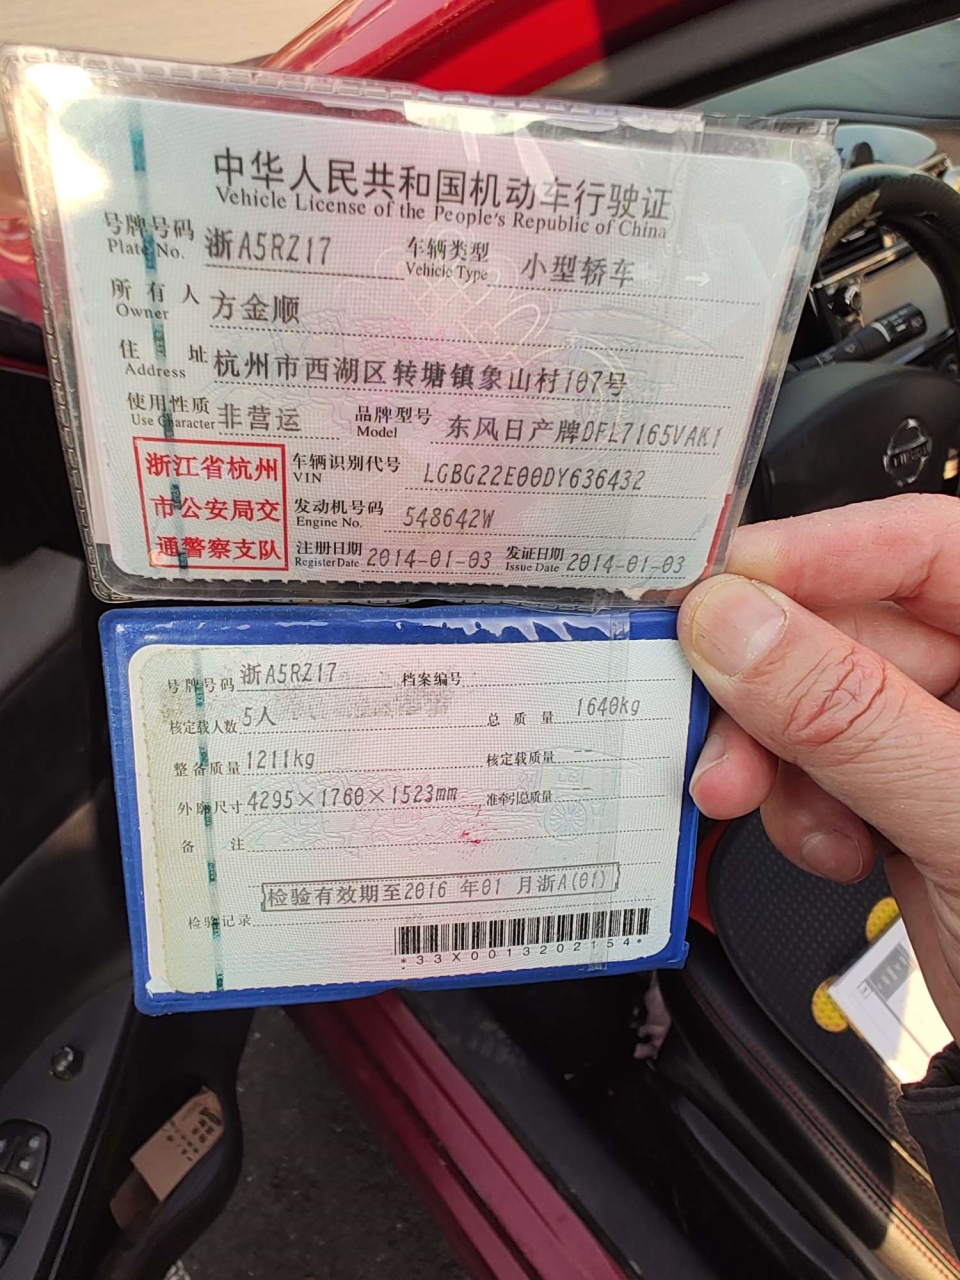 中华人民共和国机动车行驶证
Vehicle License of the People's Republic of China
号牌号码 浙A5RZ17 车辆类型 小型轿车
Plate No. Vehicle Type
所有人 方金顺
Owner
住址 杭州市西湖区转塘镇象山村107号
Address
使用性质 非营运 品牌型号 东风日产牌DFL7165VAK1
Use Character Model
浙江省杭州
市公安局交
通警察支队
车辆识别代号 LGBG22E00DY636432
VIN
发动机号码 548642W
Engine No.
注册日期 2014-01-03 发证日期 2014-01-03
Register Date Issue Date
号牌号码 浙A5RZ17 档案编号
核定载人数 5人 总质量 1640kg
整备质量 1211kg 核定载质量 --
外廓尺寸 4295×1760×1523mm 准牵引总质量 --
备注
检验有效期至2016 年01 月浙A(01)
检验记录
*33X0013202154*